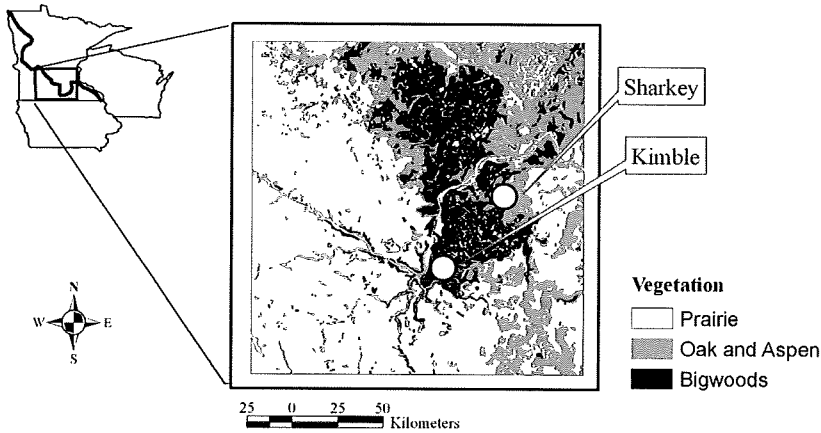 Sharkey
Kimble
N
W E
S
Vegetation
Prairie
Oak and Aspen
Bigwoods
25 0 25 50
Kilometers